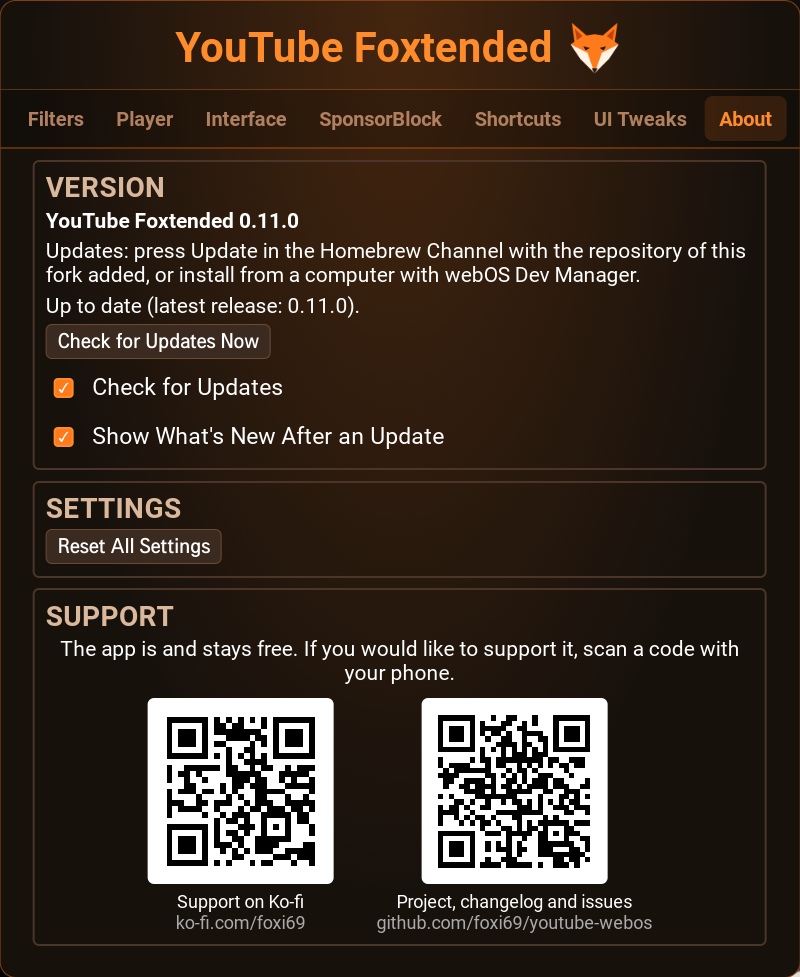 YouTube Foxtended
Filters
Player
Interface
SponsorBlock
Shortcuts
UI Tweaks
About
VERSION
YouTube Foxtended 0.11.0
Updates: press Update in the Homebrew Channel with the repository of this
fork added, or install from a computer with webOS Dev Manager.
Up to date (latest release: 0.11.0).
Check for Updates Now
Check for Updates
Show What's New After an Update
SETTINGS
Reset All Settings
SUPPORT
The app is and stays free. If you would like to support it, scan a code with
your phone.
Support on Ko-fi
ko-fi.com/foxi69
Project, changelog and issues
github.com/foxi69/youtube-webos